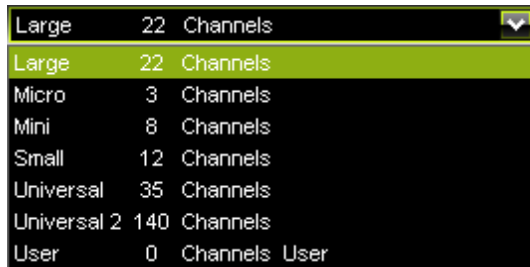 Large 22 Channels
Large 22 Channels
Micro 3 Channels
Mini 8 Channels
Small 12 Channels
Universal 35 Channels
Universal 2 140 Channels
User 0 Channels User